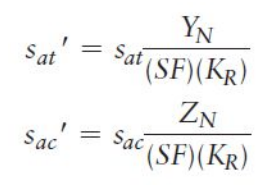 s_at' = s_at Y_N / (SF)(K_R)
s_ac' = s_ac Z_N / (SF)(K_R)